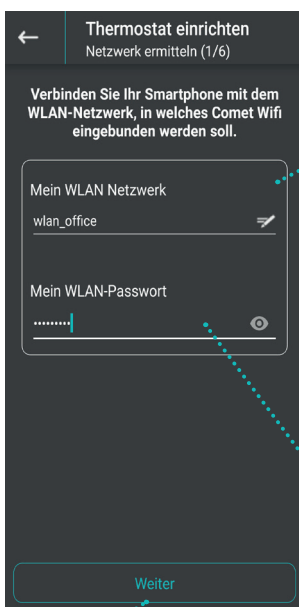 Thermostat einrichten
Netzwerk ermitteln (1/6)
Verbinden Sie Ihr Smartphone mit dem
WLAN-Netzwerk, in welches Comet Wifi
eingebunden werden soll.
Mein WLAN Netzwerk
wlan_office
Mein WLAN-Passwort
•••••••••
Weiter